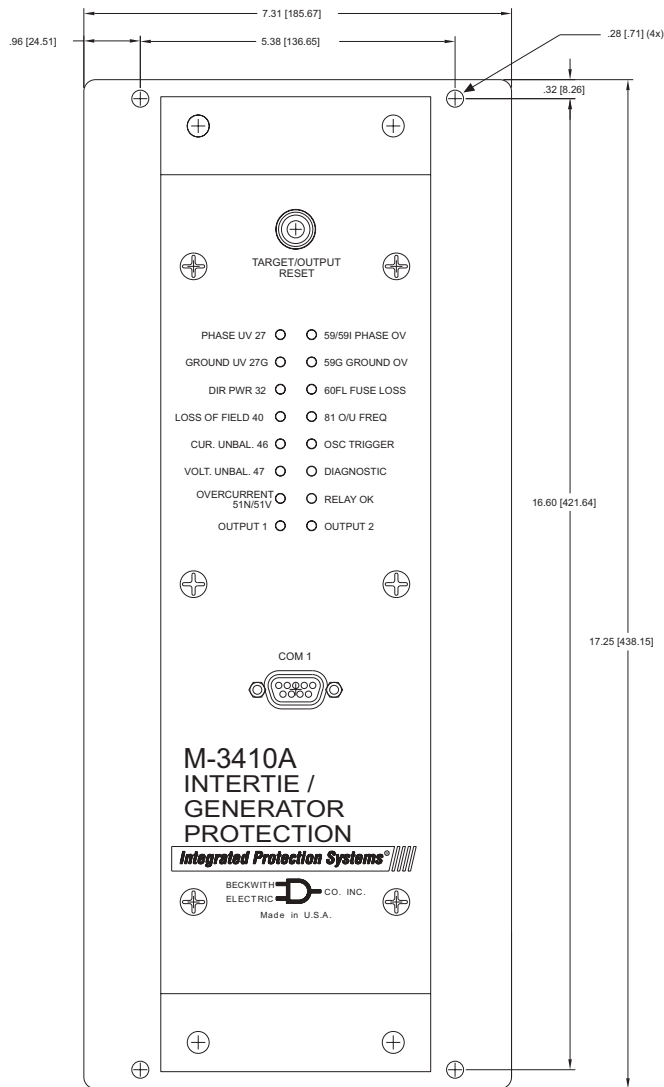 7.31 [185.67]
.96 [24.51]
5.38 [136.65]
.28 [.71] (4x)
.32 [8.26]
TARGET/OUTPUT
RESET
PHASE UV 27
59/59I PHASE OV
GROUND UV 27G
59G GROUND OV
DIR PWR 32
60FL FUSE LOSS
LOSS OF FIELD 40
81 O/U FREQ
CUR. UNBAL. 46
OSC TRIGGER
VOLT. UNBAL. 47
DIAGNOSTIC
OVERCURRENT
51N/51V
RELAY OK
OUTPUT 1
OUTPUT 2
16.60 [421.64]
17.25 [438.15]
COM 1
M-3410A
INTERTIE /
GENERATOR
PROTECTION
Integrated Protection Systems®
BECKWITH
ELECTRIC
CO. INC.
Made in U.S.A.